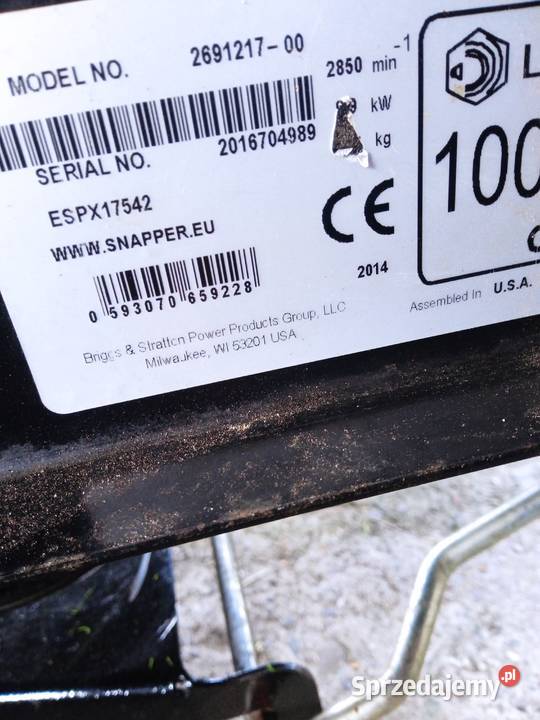 MODEL NO. 2691217-00
2850 min-1
kW
2016704989 kg
SERIAL NO.
ESPX17542
WWW.SNAPPER.EU
CE
0 593070 659228
2014
Briggs & Stratton Power Products Group, LLC
Milwaukee, WI 53201 USA
L
100
Assembled In U.S.A.
Sprzedajemy.pl